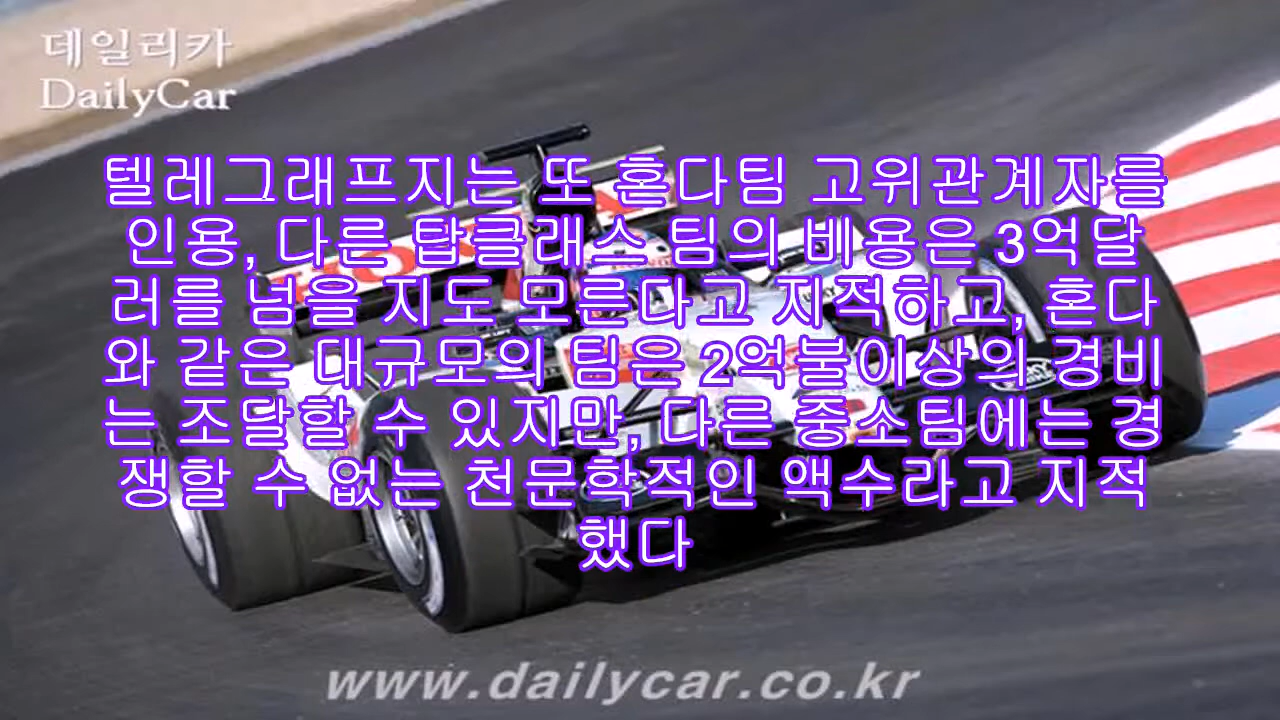 데일리카
DailyCar
텔레그래프지는 또 혼다팀 고위관계자를
인용, 다른 탑클래스 팀의 비용은 3억달
러를 넘을 지도 모른다고 지적하고, 혼다
와 같은 대규모의 팀은 2억불이상의 경비
는 조달할 수 있지만, 다른 중소팀에는 경
쟁할 수 없는 천문학적인 액수라고 지적
했다
www.dailycar.co.kr